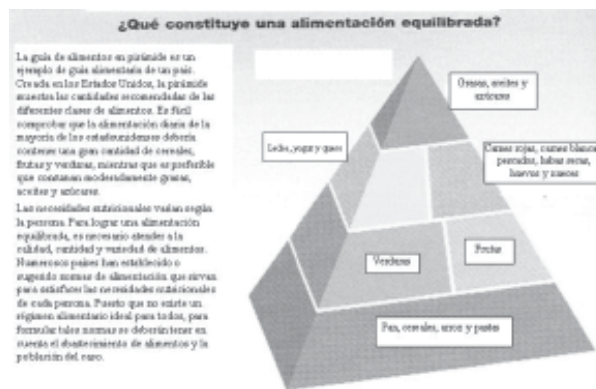 ¿Qué constituye una alimentación equilibrada?
La guía de alimentos en pirámide es un
ejemplo de guía alimentaria de un país.
Creada en los Estados Unidos, la pirámide
muestra las cantidades recomendadas de las
diferentes clases de alimentos. Es fácil
comprobar que la alimentación diaria de la
mayoría de los estadounidenses debería
contener una gran cantidad de cereales,
frutas y verduras, mientras que es preferible
que consuman moderadamente grasas,
aceites y azúcares.
Las necesidades nutricionales varían según
la persona. Para lograr una alimentación
equilibrada, es necesario atender a la
calidad, cantidad y variedad de alimentos.
Numerosos países han establecido o
sugerido normas de alimentación que sirvan
para satisfacer las necesidades nutricionales
de cada persona. Puesto que no existe un
régimen alimentario ideal para todos, para
formular tales normas se deberán tener en
cuenta el abastecimiento de alimentos y la
población del caso.
Grasas, aceites y
azúcares
Leche, yogur y queso
Carnes rojas, carnes blancas,
pescados, habas secas,
huevos y nueces
Verduras
Frutas
Pan, cereales, arroz y pastas